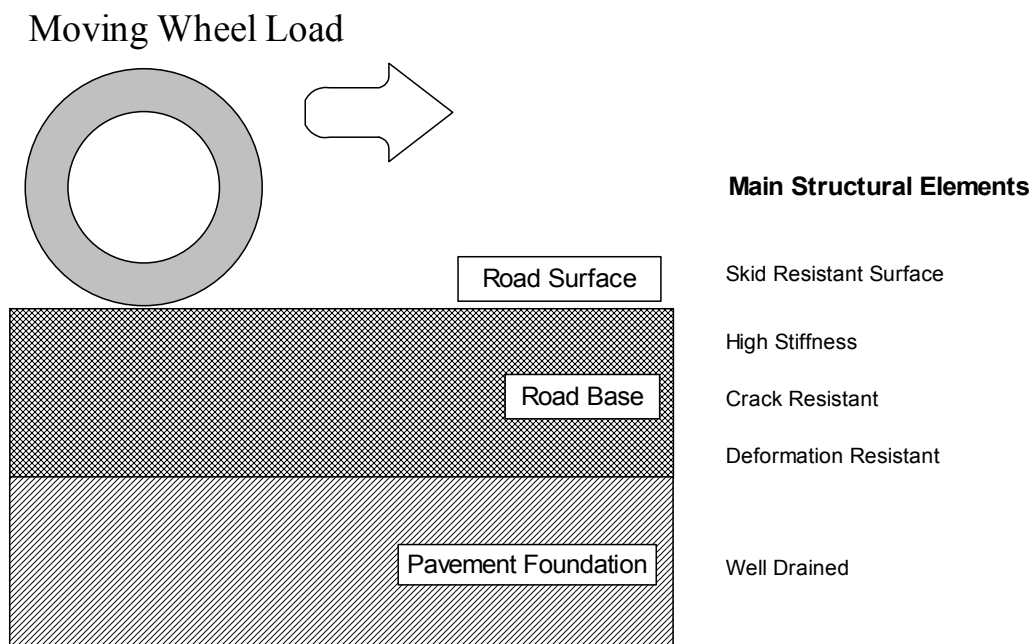 Moving Wheel Load
Main Structural Elements
Road Surface
Skid Resistant Surface
High Stiffness
Road Base
Crack Resistant
Deformation Resistant
Pavement Foundation
Well Drained